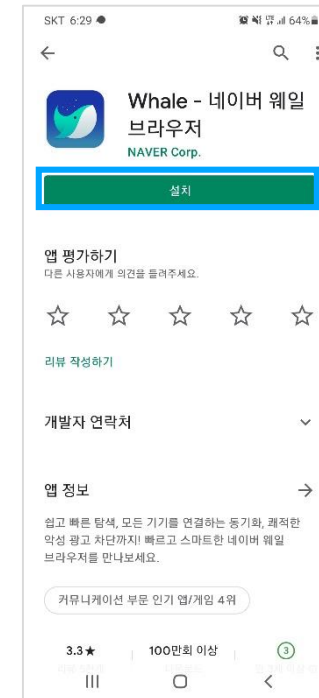 SKT 6:29
64%
Whale - 네이버 웨일
브라우저
NAVER Corp.
설치
앱 평가하기
다른 사용자에게 의견을 들려주세요.
리뷰 작성하기
개발자 연락처
앱 정보
쉽고 빠른 탐색, 모든 기기를 연결하는 동기화, 쾌적한
악성 광고 차단까지! 빠르고 스마트한 네이버 웨일
브라우저를 만나보세요.
커뮤니케이션 부문 인기 앱/게임 4위
3.3★ 100만회 이상 3